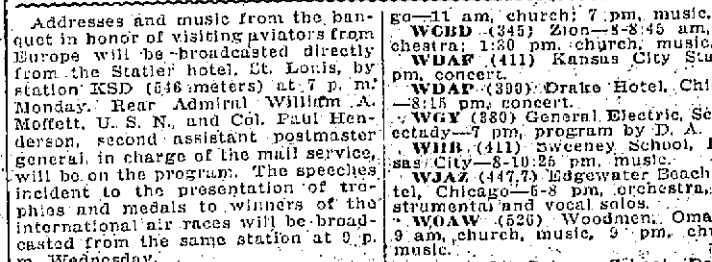 Addresses and music from the ban-
quet in honor of visiting aviators from
Europe will be broadcasted directly
from the Statler hotel, St. Louis, by
station KSD (546 meters) at 7 p. m.
Monday. Rear Admiral William A.
Moffett, U. S. N., and Col. Paul Hen-
derson, second assistant postmaster
general, in charge of the mail service,
will be on the program. The speeches
incident to the presentation of tro-
phies and medals to winners of the
international air races will be broad-
casted from the same station at 9 p.
m. Wednesday.
go—11 am, church; 7 pm, music.
WCBD (345) Zion—8-8:45 am,
chestra; 1:30 pm, church, music,
WDAF (411) Kansas City Sta
pm, concert.
WDAP (390) Drake Hotel, Chi
—8:15 pm, concert.
WGY (380) General Electric, Sc
ectady—7 pm, program by D. A.
WHB (411) Sweeney School,
sas City—8-10:25 pm, music.
WJAZ (447.7) Edgewater Beach
tel, Chicago—6-8 pm, orchestra,
strumental and vocal solos.
WOAW (526) Woodmen, Oma
9 am, church, music, 9 pm, ch
music.